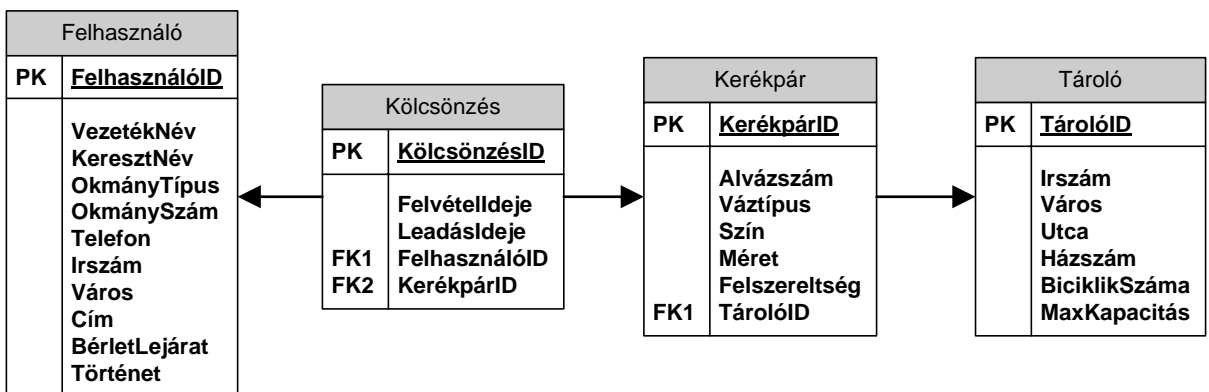 Felhasználó
PK FelhasználóID
VezetékNév
KeresztNév
OkmányTípus
OkmánySzám
Telefon
Irszám
Város
Cím
BérletLejárat
Történet
Kölcsönzés
PK KölcsönzésID
FelvételIdeje
LeadásIdeje
FK1 FelhasználóID
FK2 KerékpárID
Kerékpár
PK KerékpárID
Alvázszám
Váztípus
Szín
Méret
Felszereltség
FK1 TárolóID
Tároló
PK TárolóID
Irszám
Város
Utca
Házszám
BiciklikSzáma
MaxKapacitás